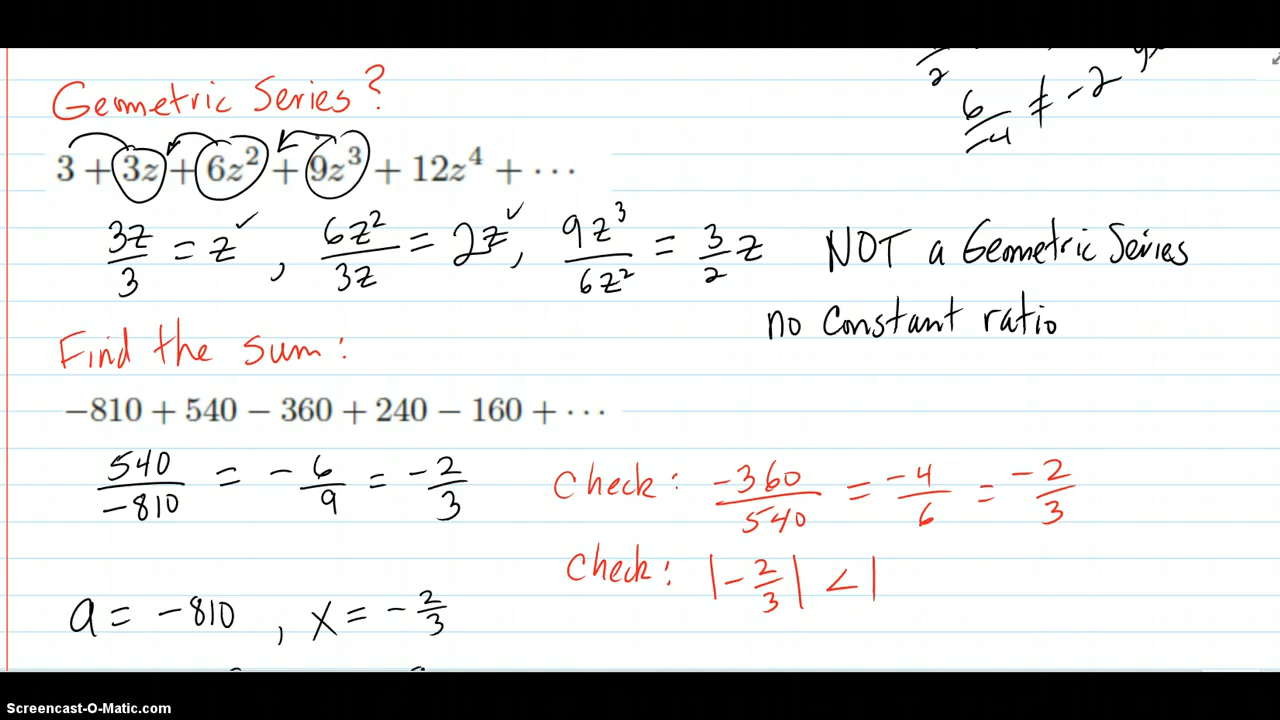 Geometric Series?
6/-4 ≠ -2
3 + 3z + 6z² + 9z³ + 12z⁴ + ⋯
3z/3 = z ✓, 6z²/3z = 2z ✓, 9z³/6z² = 3/2 z NOT a Geometric Series
no constant ratio
Find the sum:
−810 + 540 − 360 + 240 − 160 + ⋯
540/-810 = -6/9 = -2/3
Check: -360/540 = -4/6 = -2/3
Check: |-2/3| < 1
a = -810, x = -2/3
Screencast-O-Matic.com